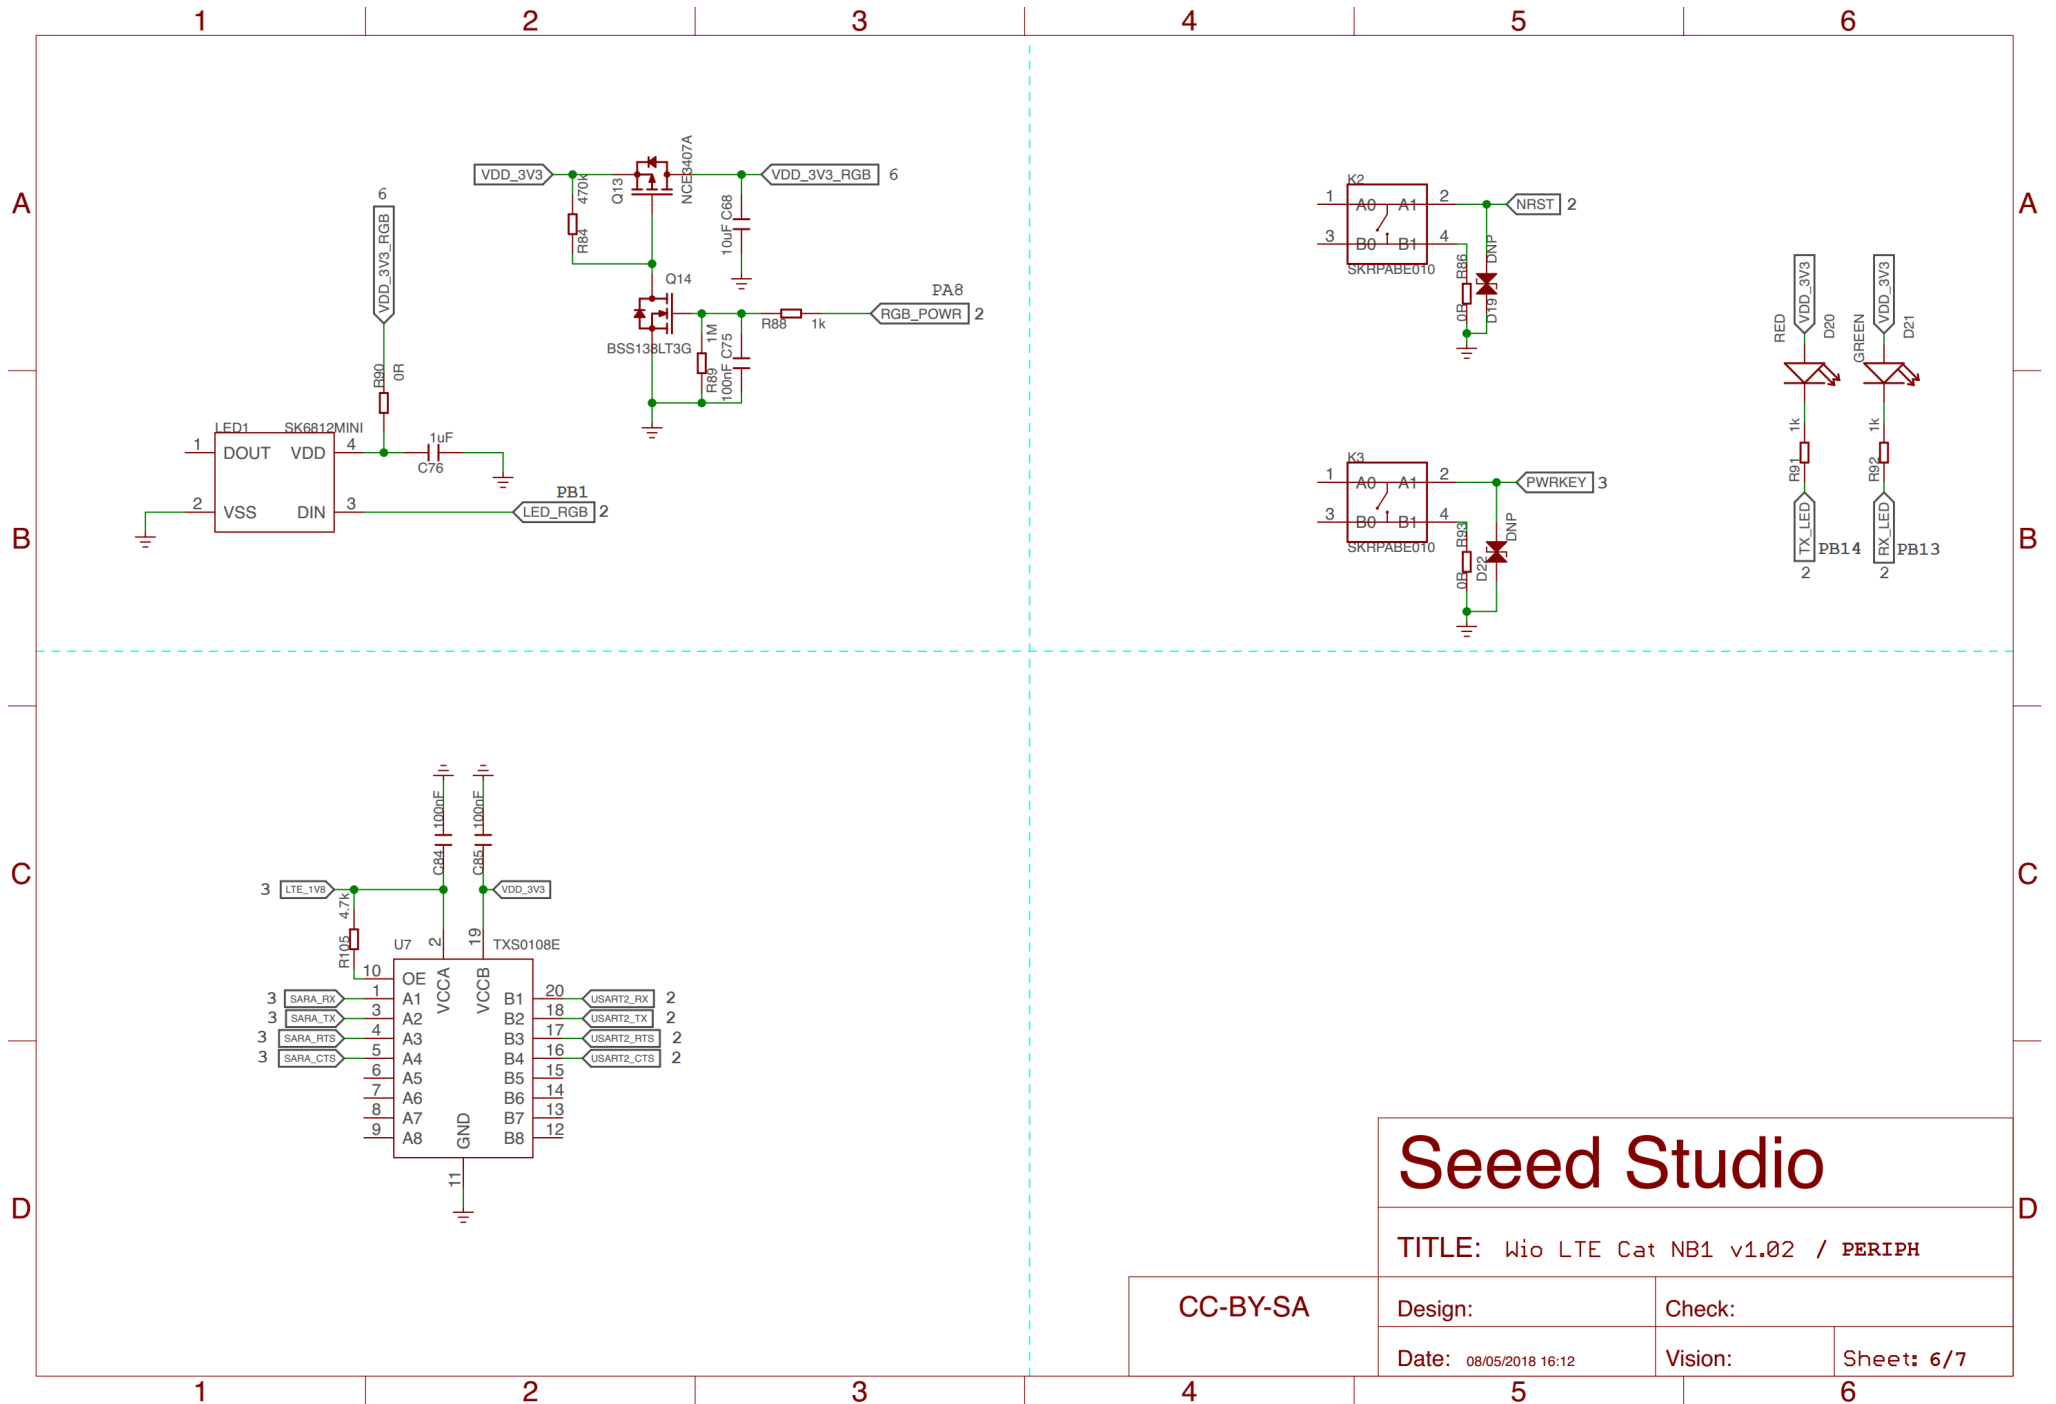 1 2 3 4 5 6
A A
B B
C C
D D
1 2 3 4 5 6
6
VDD_3V3_RGB
R90
0R
LED1 SK6812MINI
1 DOUT VDD 4
2 VSS DIN 3
1uF
C76
PB1
LED_RGB 2
VDD_3V3
470k
R84
Q13
NCE3407A
VDD_3V3_RGB 6
10uF C68
Q14
BSS138LT3G
1M
R89
100nF C75
R88 1k
PA8
RGB_POWR 2
K2
1 A0 A1 2
3 B0 B1 4
SKRPABE010
NRST 2
R86
0R
DNP
D19
K3
1 A0 A1 2
3 B0 B1 4
SKRPABE010
PWRKEY 3
R93
0R
DNP
D22
VDD_3V3
RED
D20
1k
R91
TX_LED
PB14
2
VDD_3V3
GREEN
D21
1k
R92
RX_LED
PB13
2
100nF
C84
100nF
C85
3 LTE_1V8
VDD_3V3
4.7k
R105
U7 2 19 TXS0108E
VCCA VCCB
10 OE
3 SARA_RX 1 A1 B1 20 USART2_RX 2
3 SARA_TX 3 A2 B2 18 USART2_TX 2
3 SARA_RTS 4 A3 B3 17 USART2_RTS 2
3 SARA_CTS 5 A4 B4 16 USART2_CTS 2
6 A5 B5 15
7 A6 B6 14
8 A7 B7 13
9 A8 B8 12
GND
11
Seeed Studio
TITLE: Wio LTE Cat NB1 v1.02 / PERIPH
CC-BY-SA
Design: Check:
Date: 08/05/2018 16:12 Vision: Sheet: 6/7